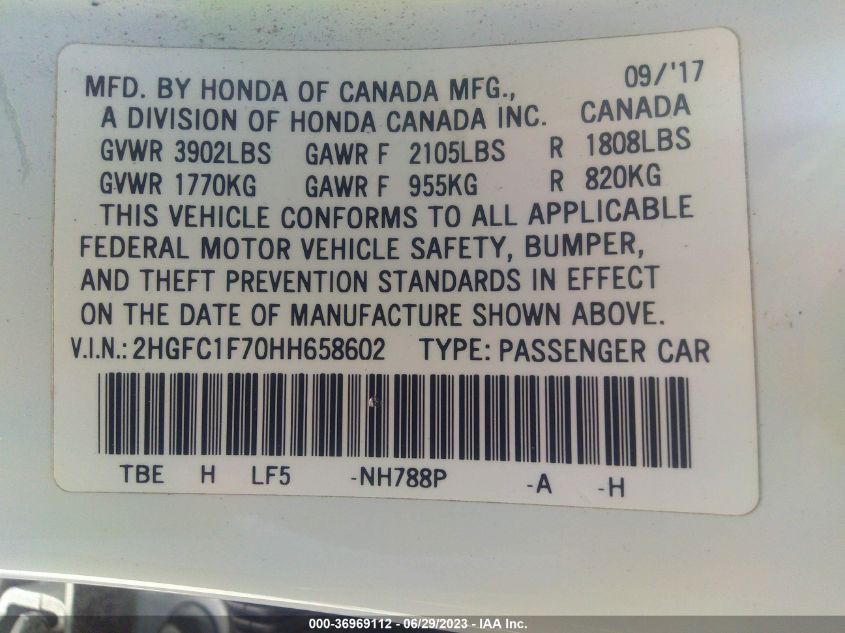 MFD. BY HONDA OF CANADA MFG., 09/'17
A DIVISION OF HONDA CANADA INC. CANADA
GVWR 3902LBS GAWR F 2105LBS R 1808LBS
GVWR 1770KG GAWR F 955KG R 820KG
THIS VEHICLE CONFORMS TO ALL APPLICABLE
FEDERAL MOTOR VEHICLE SAFETY, BUMPER,
AND THEFT PREVENTION STANDARDS IN EFFECT
ON THE DATE OF MANUFACTURE SHOWN ABOVE.
V.I.N.: 2HGFC1F70HH658602 TYPE: PASSENGER CAR
TBE H LF5 -NH788P -A -H
000-36969112 - 06/29/2023 - IAA Inc.